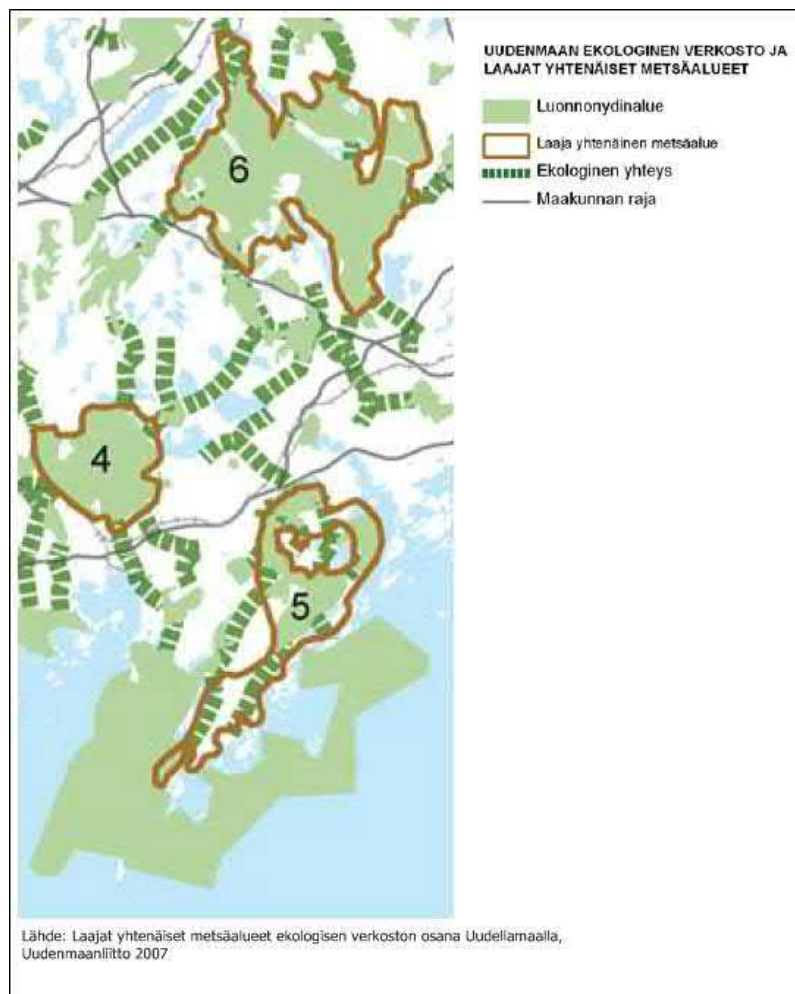 UUDENMAAN EKOLOGINEN VERKOSTO JA
LAAJAT YHTENÄISET METSÄALUEET
Luonnonydinalue
Laaja yhtenäinen metsäalue
Ekologinen yhteys
Maakunnan raja
6
4
5
Lähde: Laajat yhtenäiset metsäalueet ekologisen verkoston osana Uudellamaalla,
Uudenmaanliitto 2007